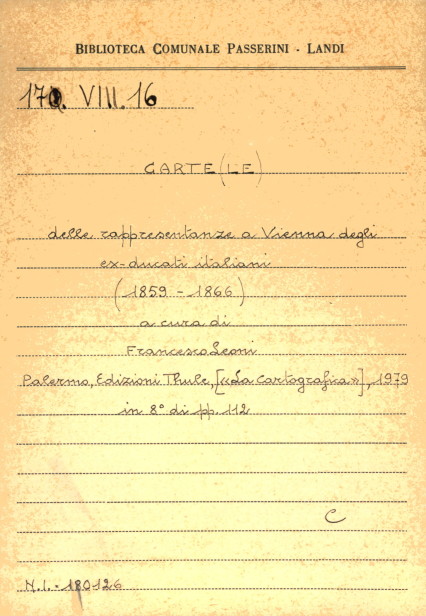 BIBLIOTECA COMUNALE PASSERINI - LANDI
170. VIII. 16
CARTE (LE)
delle rappresentanze a Vienna degli
ex-ducati italiani
(1859 - 1866)
a cura di
Francesco Leoni
Palermo, Edizioni Thule, [«La Cartografica»], 1979
in 8° di pp. 112
C
N.I. - 180126